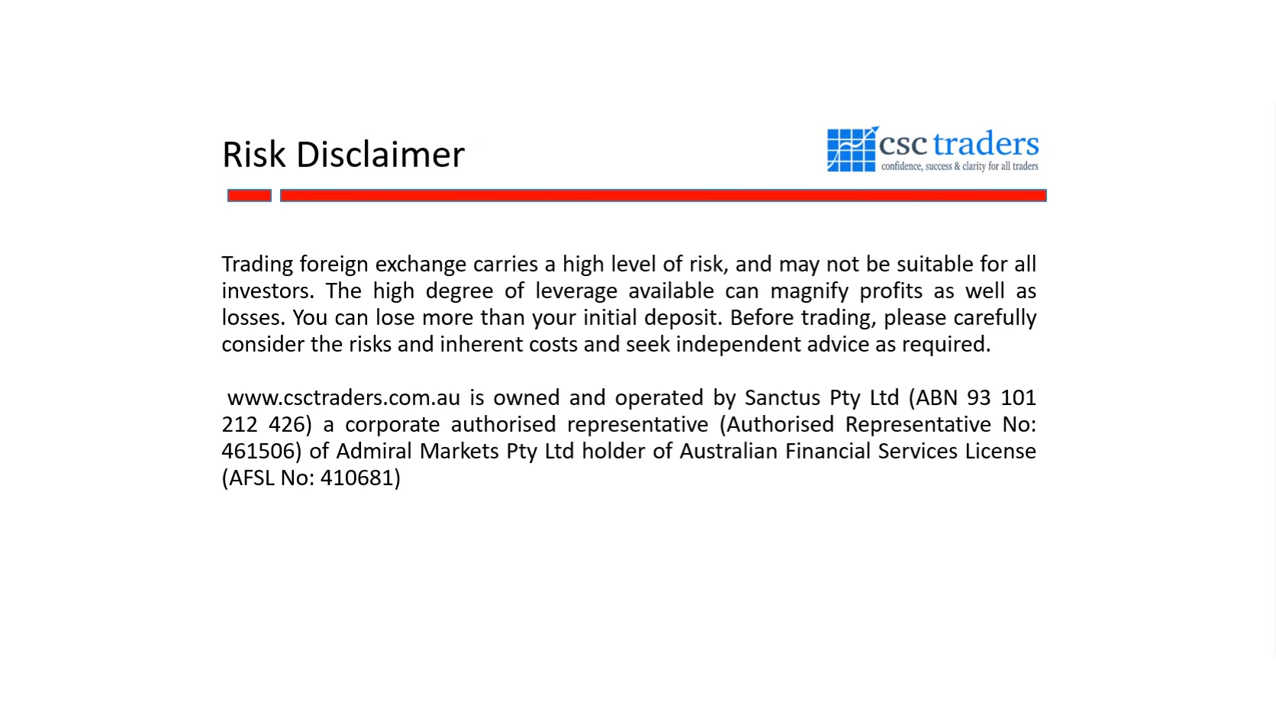 Risk Disclaimer
csc traders
confidence, success & clarity for all traders
Trading foreign exchange carries a high level of risk, and may not be suitable for all
investors. The high degree of leverage available can magnify profits as well as
losses. You can lose more than your initial deposit. Before trading, please carefully
consider the risks and inherent costs and seek independent advice as required.
www.csctraders.com.au is owned and operated by Sanctus Pty Ltd (ABN 93 101
212 426) a corporate authorised representative (Authorised Representative No:
461506) of Admiral Markets Pty Ltd holder of Australian Financial Services License
(AFSL No: 410681)